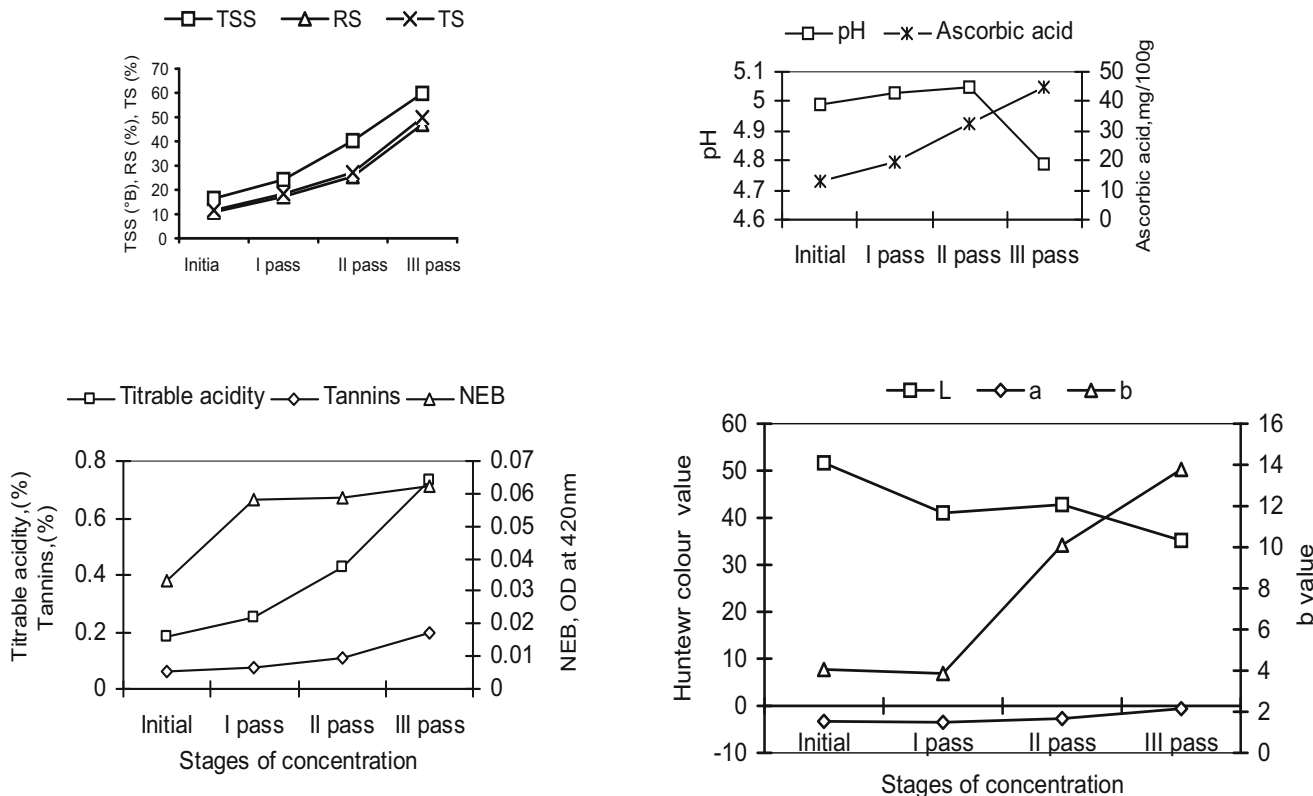 TSS RS TS
TSS (°B), RS (%), TS (%)
70
60
50
40
30
20
10
0
Initia I pass II pass III pass
pH Ascorbic acid
pH
5.1
5
4.9
4.8
4.7
4.6
50
40
30
20
10
0
Ascorbic acid,mg/100g
Initial I pass II pass III pass
Titrable acidity Tannins NEB
Titrable acidity,(%)
Tannins,(%)
0.8
0.6
0.4
0.2
0
0.07
0.06
0.05
0.04
0.03
0.02
0.01
0
NEB, OD at 420nm
Initial I pass II pass III pass
Stages of concentration
L a b
Huntewr colour value
60
50
40
30
20
10
0
-10
16
14
12
10
8
6
4
2
0
b value
Initial I pass II pass III pass
Stages of concentration